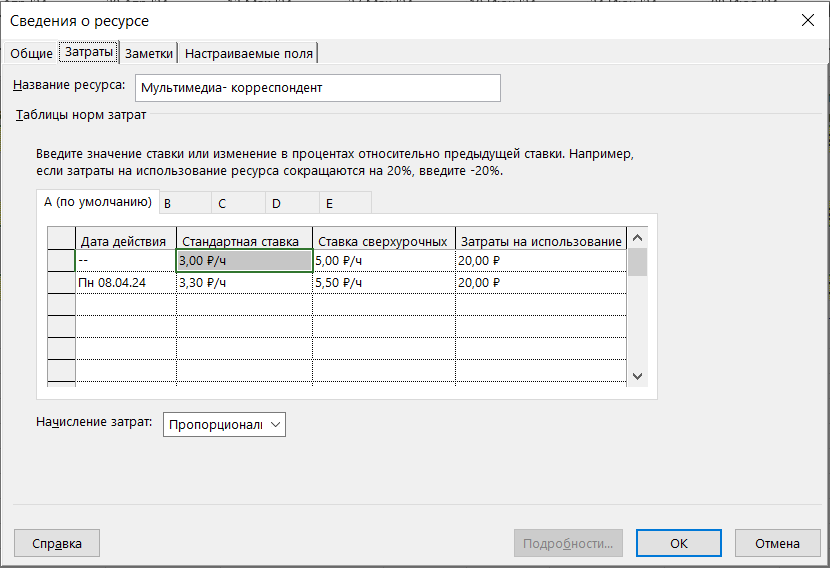 Сведения о ресурсе
Общие Затраты Заметки Настраиваемые поля
Название ресурса: Мультимедиа- корреспондент
Таблицы норм затрат
Введите значение ставки или изменение в процентах относительно предыдущей ставки. Например,
если затраты на использование ресурса сокращаются на 20%, введите -20%.
A (по умолчанию) B C D E
Дата действия Стандартная ставка Ставка сверхурочных Затраты на использование
-- 3,00 ₽/ч 5,00 ₽/ч 20,00 ₽
Пн 08.04.24 3,30 ₽/ч 5,50 ₽/ч 20,00 ₽
Начисление затрат: Пропорционалы
Справка Подробности... ОК Отмена